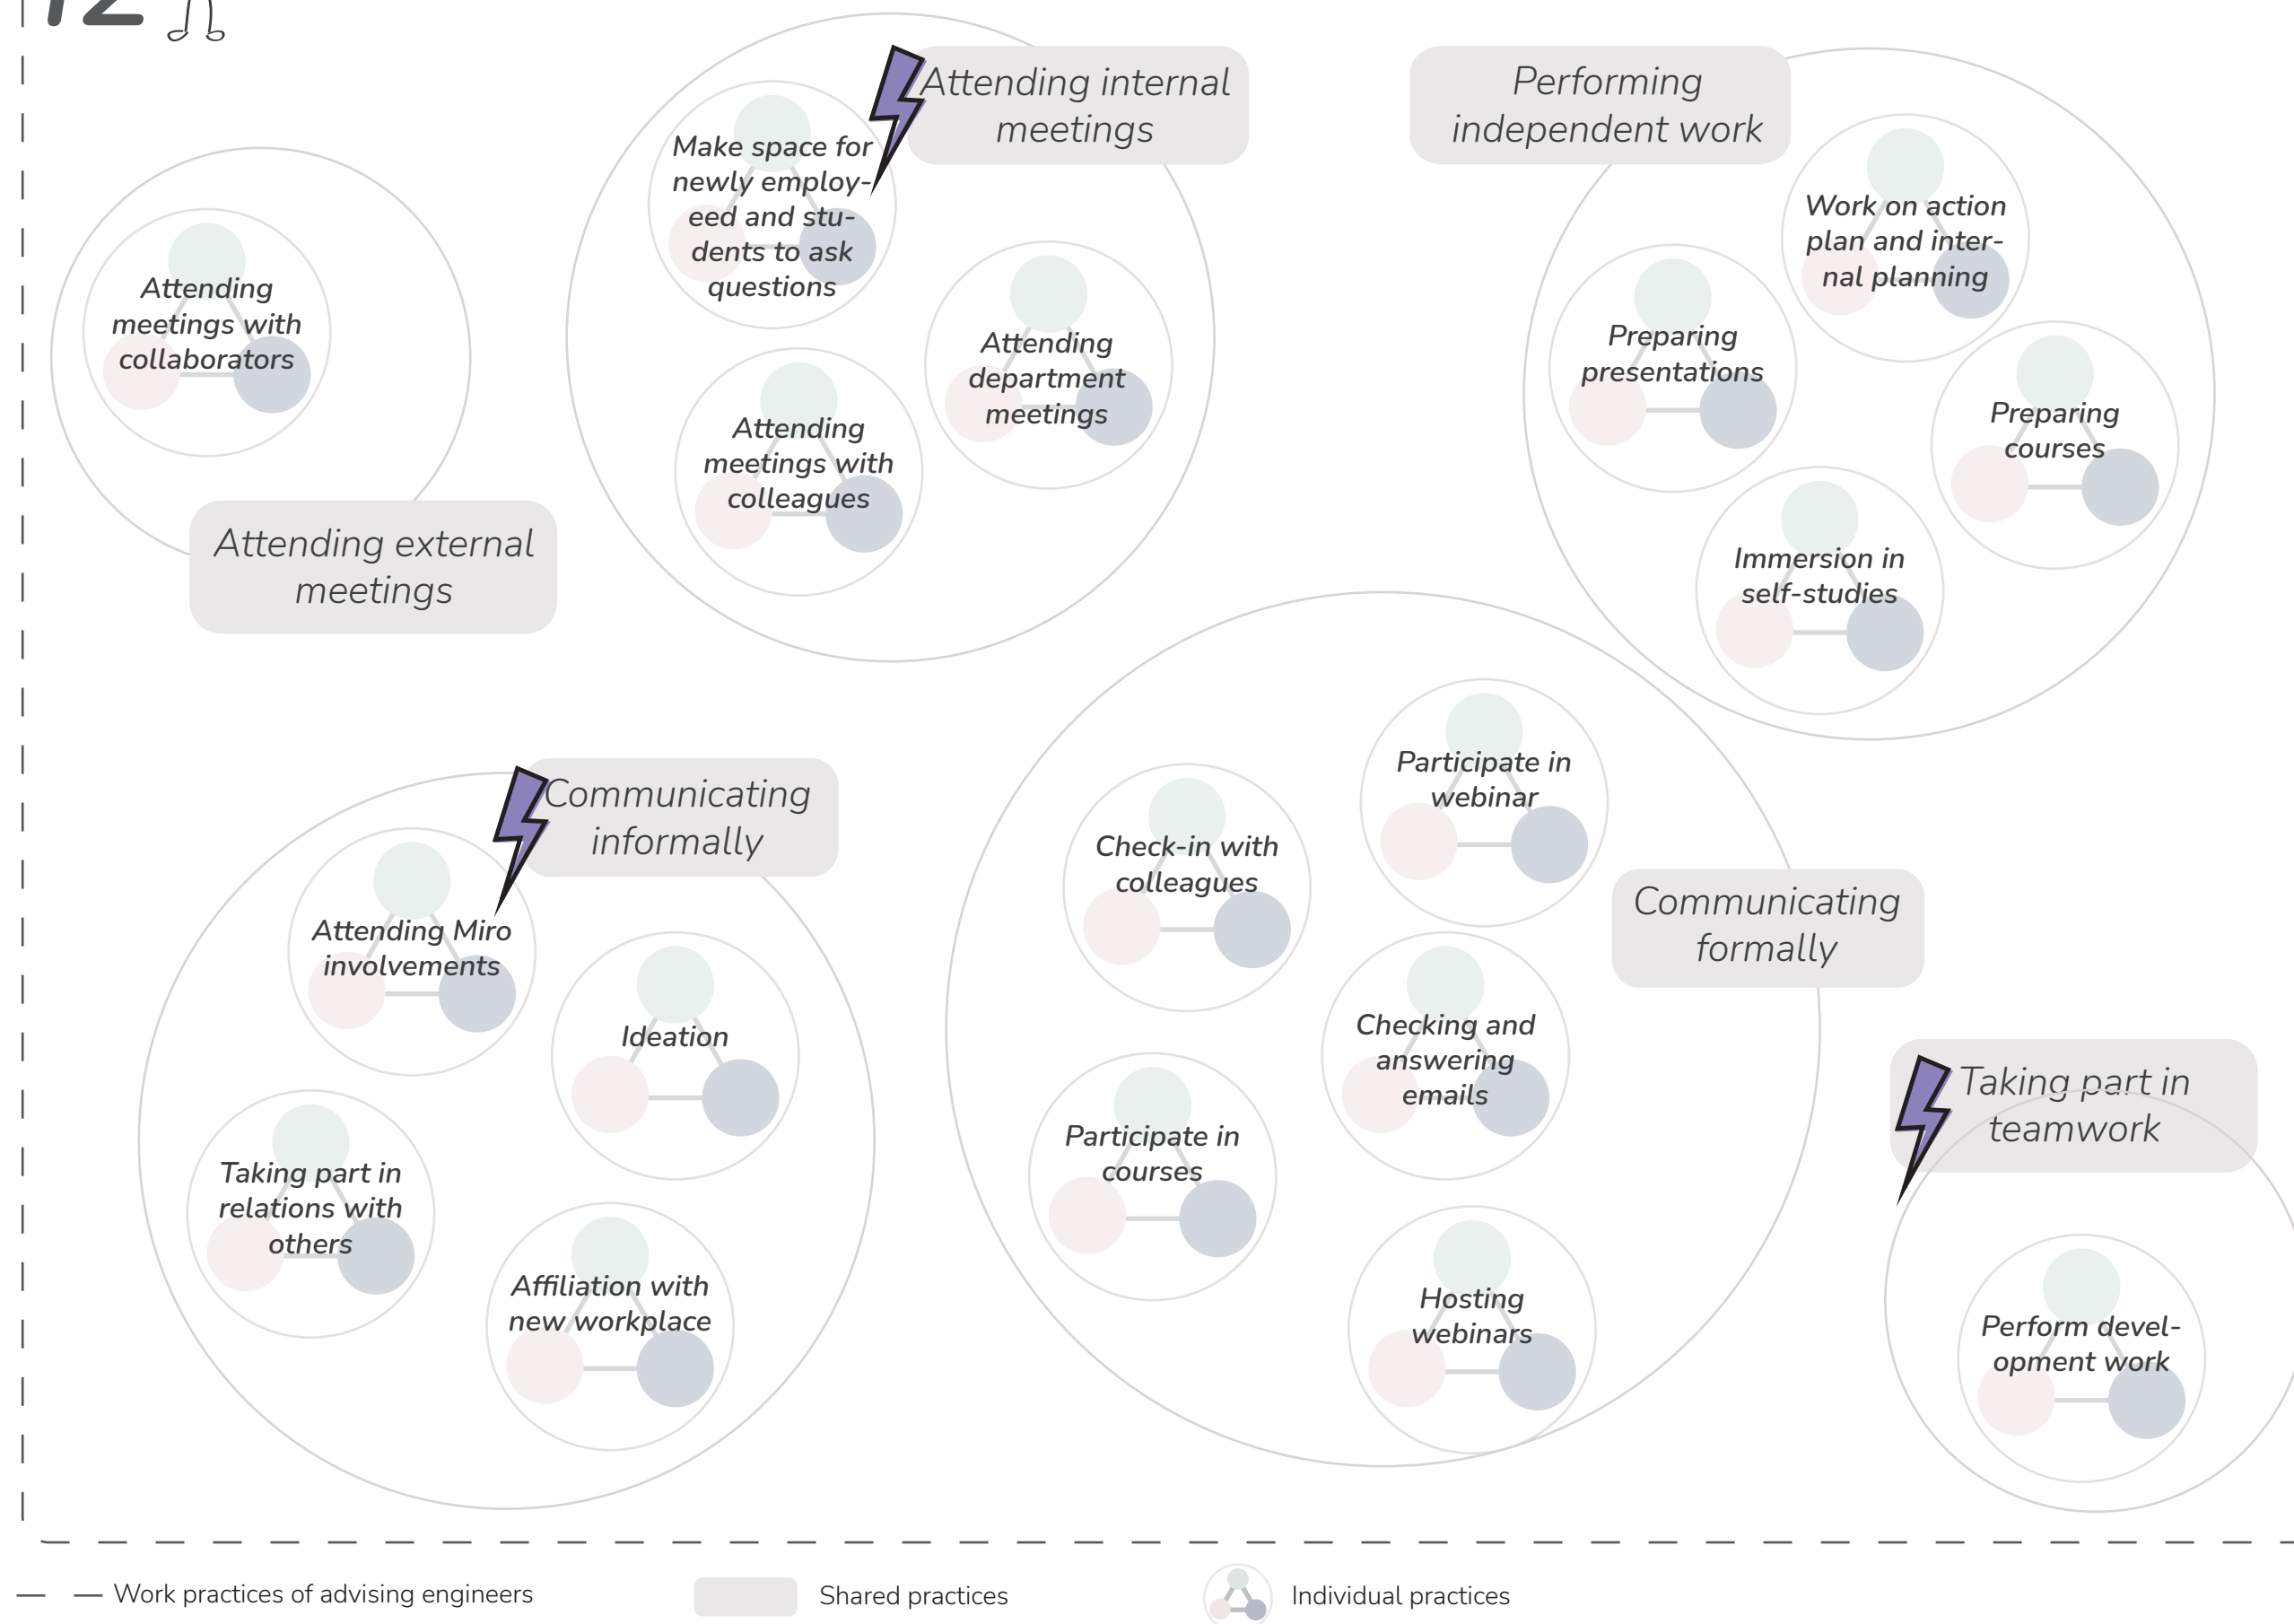 12
Attending internal
meetings
Performing
independent work
Make space for
newly employ-
eed and stu-
dents to ask
questions
Work on action
plan and inter-
nal planning
Attending
meetings with
collaborators
Attending
department
meetings
Preparing
presentations
Attending
meetings with
colleagues
Preparing
courses
Attending external
meetings
Immersion in
self-studies
Communicating
informally
Participate in
webinar
Check-in with
colleagues
Communicating
formally
Attending Miro
involvements
Ideation
Checking and
answering
emails
Taking part in
teamwork
Taking part in
relations with
others
Participate in
courses
Affiliation with
new workplace
Hosting
webinars
Perform devel-
opment work
Work practices of advising engineers
Shared practices
Individual practices